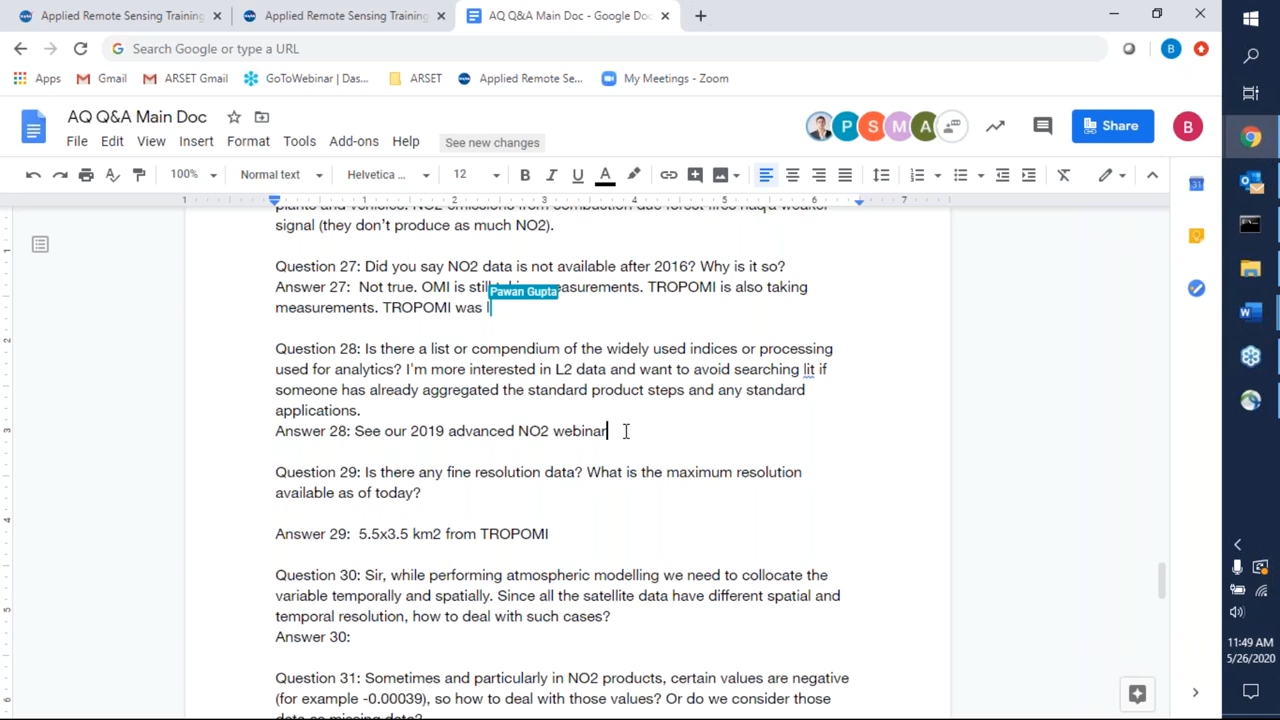 Applied Remote Sensing Training
Applied Remote Sensing Training
AQ Q&A Main Doc - Google Doc
Search Google or type a URL
B
Apps
Gmail
ARSET Gmail
GoToWebinar | Das...
ARSET
Applied Remote Se...
My Meetings - Zoom
AQ Q&A Main Doc
P
S
M
A
Share
B
File Edit View Insert Format Tools Add-ons Help
See new changes
100%
Normal text
Helvetica ...
12
B I U A
1 1 2 3 4 5 6 7
signal (they don't produce as much NO2).
Question 27: Did you say NO2 data is not available after 2016? Why is it so?
Answer 27: Not true. OMI is still taking measurements. TROPOMI is also taking
Pawan Gupta
measurements. TROPOMI was l
Question 28: Is there a list or compendium of the widely used indices or processing
used for analytics? I'm more interested in L2 data and want to avoid searching lit if
someone has already aggregated the standard product steps and any standard
applications.
Answer 28: See our 2019 advanced NO2 webinar
Question 29: Is there any fine resolution data? What is the maximum resolution
available as of today?
Answer 29: 5.5x3.5 km2 from TROPOMI
Question 30: Sir, while performing atmospheric modelling we need to collocate the
variable temporally and spatially. Since all the satellite data have different spatial and
temporal resolution, how to deal with such cases?
Answer 30:
Question 31: Sometimes and particularly in NO2 products, certain values are negative
(for example -0.00039), so how to deal with those values? Or do we consider those
11:49 AM
5/26/2020